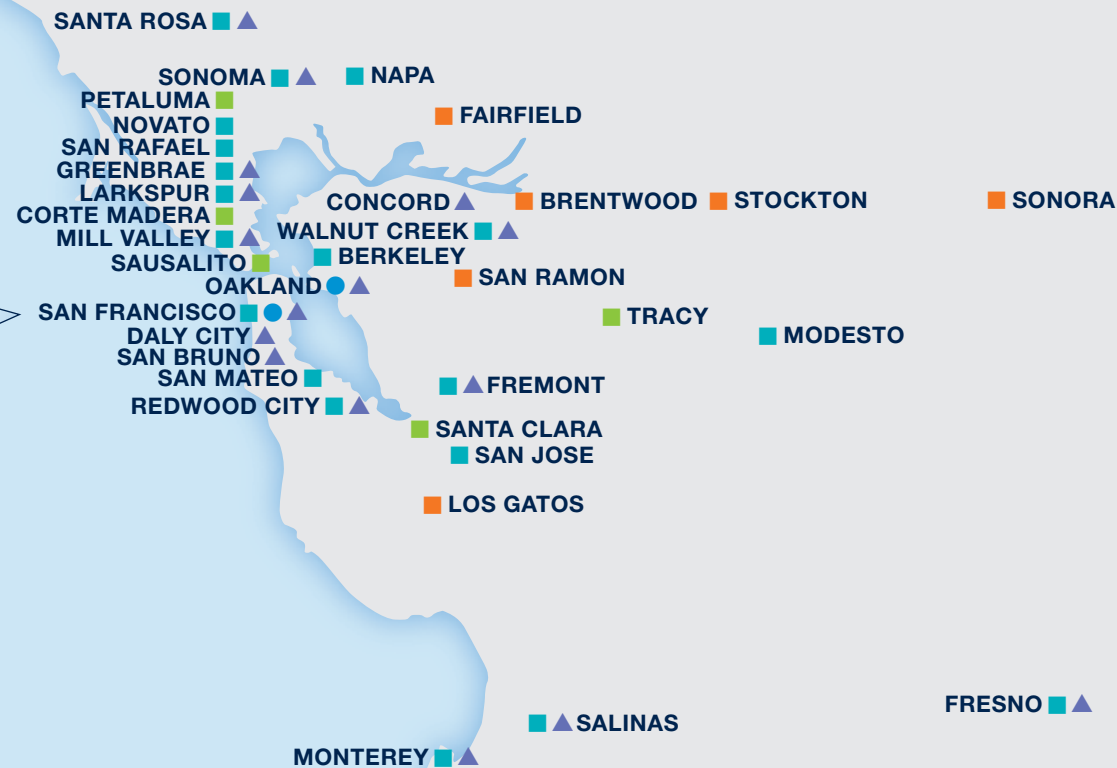 SANTA ROSA
SONOMA
NAPA
PETALUMA
FAIRFIELD
NOVATO
SAN RAFAEL
GREENBRAE
LARKSPUR
CONCORD
BRENTWOOD
STOCKTON
SONORA
CORTE MADERA
WALNUT CREEK
MILL VALLEY
BERKELEY
SAUSALITO
SAN RAMON
OAKLAND
SAN FRANCISCO
TRACY
DALY CITY
MODESTO
SAN BRUNO
SAN MATEO
FREMONT
REDWOOD CITY
SANTA CLARA
SAN JOSE
LOS GATOS
FRESNO
SALINAS
MONTEREY